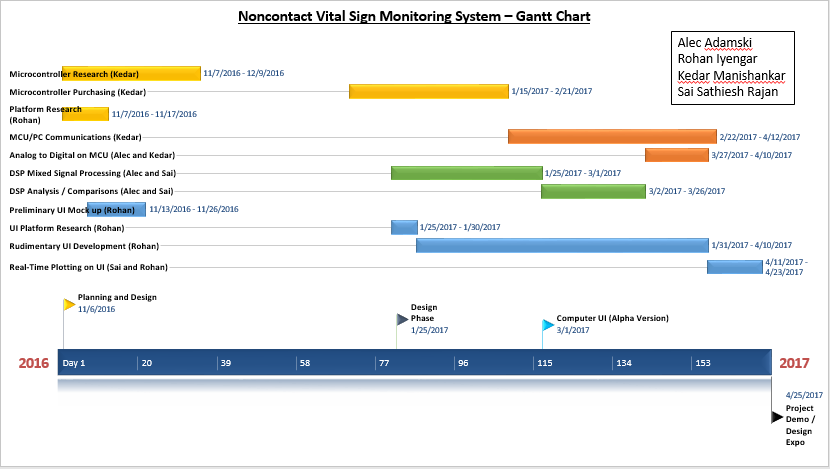 Noncontact Vital Sign Monitoring System – Gantt Chart
Alec Adamski
Rohan Iyengar
Kedar Manishankar
Sai Sathiesh Rajan
Microcontroller Research (Kedar) 11/7/2016 - 12/9/2016
Microcontroller Purchasing (Kedar) 1/15/2017 - 2/21/2017
Platform Research
(Rohan) 11/7/2016 - 11/17/2016
MCU/PC Communications (Kedar) 2/22/2017 - 4/12/2017
Analog to Digital on MCU (Alec and Kedar) 3/27/2017 - 4/10/2017
DSP Mixed Signal Processing (Alec and Sai) 1/25/2017 - 3/1/2017
DSP Analysis / Comparisons (Alec and Sai) 3/2/2017 - 3/26/2017
Preliminary UI Mock up (Rohan) 11/13/2016 - 11/26/2016
UI Platform Research (Rohan) 1/25/2017 - 1/30/2017
Rudimentary UI Development (Rohan) 1/31/2017 - 4/10/2017
Real-Time Plotting on UI (Sai and Rohan) 4/11/2017 -
4/23/2017
Planning and Design
11/6/2016
Design
Phase
1/25/2017
Computer UI (Alpha Version)
3/1/2017
2016 Day 1 20 39 58 77 96 115 134 153 2017
4/25/2017
Project
Demo /
Design
Expo